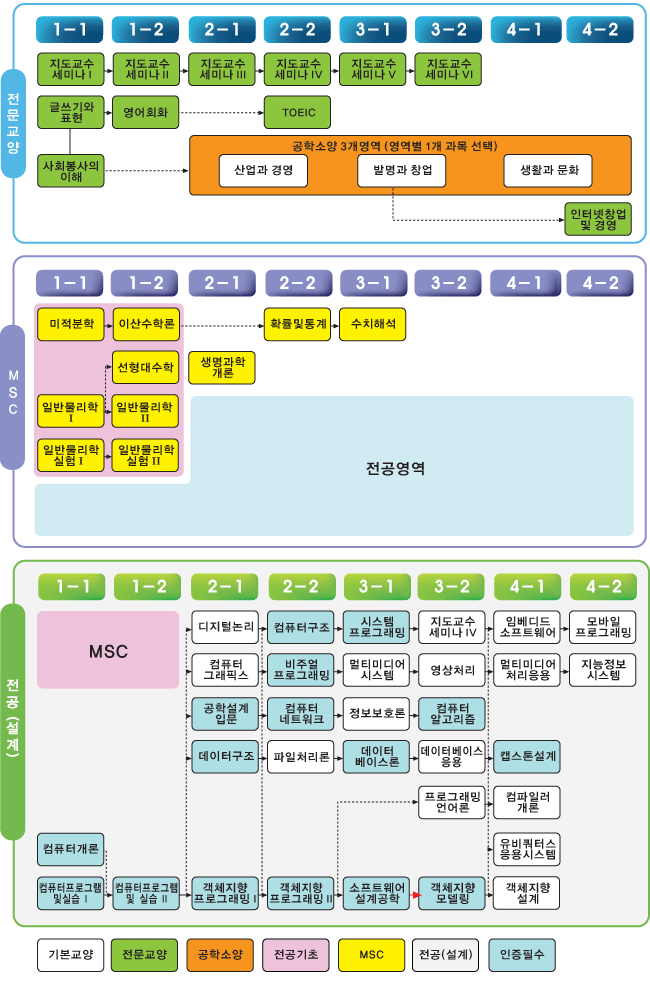 전문교양
1-1 1-2 2-1 2-2 3-1 3-2 4-1 4-2
지도교수 지도교수 지도교수 지도교수 지도교수 지도교수
세미나 I 세미나 II 세미나 III 세미나 IV 세미나 V 세미나 VI
글쓰기와
표현
영어회화
TOEIC
사회봉사의
이해
공학소양 3개영역 (영역별 1개 과목 선택)
산업과 경영 발명과 창업 생활과 문화
인터넷창업
및 경영
MSC
1-1 1-2 2-1 2-2 3-1 3-2 4-1 4-2
미적분학 이산수학론 확률및통계 수치해석
선형대수학
생명과학
개론
일반물리학 일반물리학
I II
일반물리학 일반물리학
실험 I 실험 II
전공영역
전공 (설계)
1-1 1-2 2-1 2-2 3-1 3-2 4-1 4-2
MSC
디지털논리
컴퓨터구조
시스템
프로그래밍
지도교수
세미나 IV
임베디드
소프트웨어
모바일
프로그래밍
컴퓨터
그래픽스
비주얼
프로그래밍
멀티미디어
시스템
영상처리
멀티미디어
처리응용
지능정보
시스템
공학설계
입문
컴퓨터
네트워크
정보보호론
컴퓨터
알고리즘
데이터구조
파일처리론
데이터
베이스론
데이터베이스
응용
캡스톤설계
프로그래밍
언어론
컴파일러
개론
컴퓨터개론
유비쿼터스
응용시스템
컴퓨터프로그램
및실습 I
컴퓨터프로그램
및 실습 II
객체지향
프로그래밍 I
객체지향
프로그래밍 II
소프트웨어
설계공학
객체지향
모델링
객체지향
설계
기본교양 전문교양 공학소양 전공기초 MSC 전공(설계) 인증필수